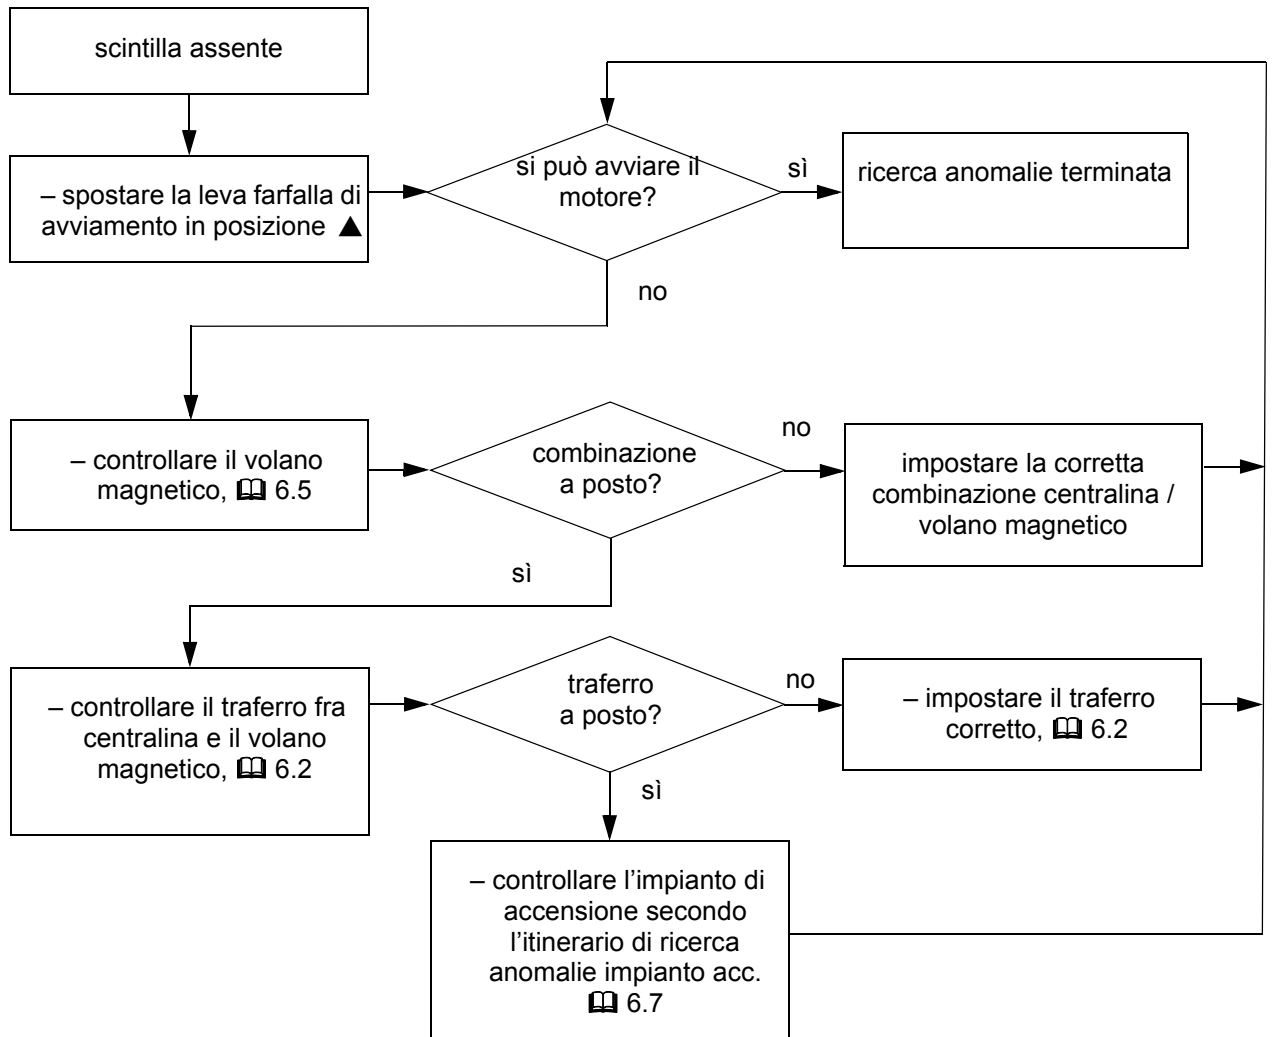 scintilla assente
– spostare la leva farfalla di
avviamento in posizione ▲
si può avviare il
motore?
sì
ricerca anomalie terminata
no
– controllare il volano
magnetico, 🕮 6.5
combinazione
a posto?
no
impostare la corretta
combinazione centralina /
volano magnetico
sì
– controllare il traferro fra
centralina e il volano
magnetico, 🕮 6.2
traferro
a posto?
no
– impostare il traferro
corretto, 🕮 6.2
sì
– controllare l’impianto di
accensione secondo
l’itinerario di ricerca
anomalie impianto acc.
🕮 6.7